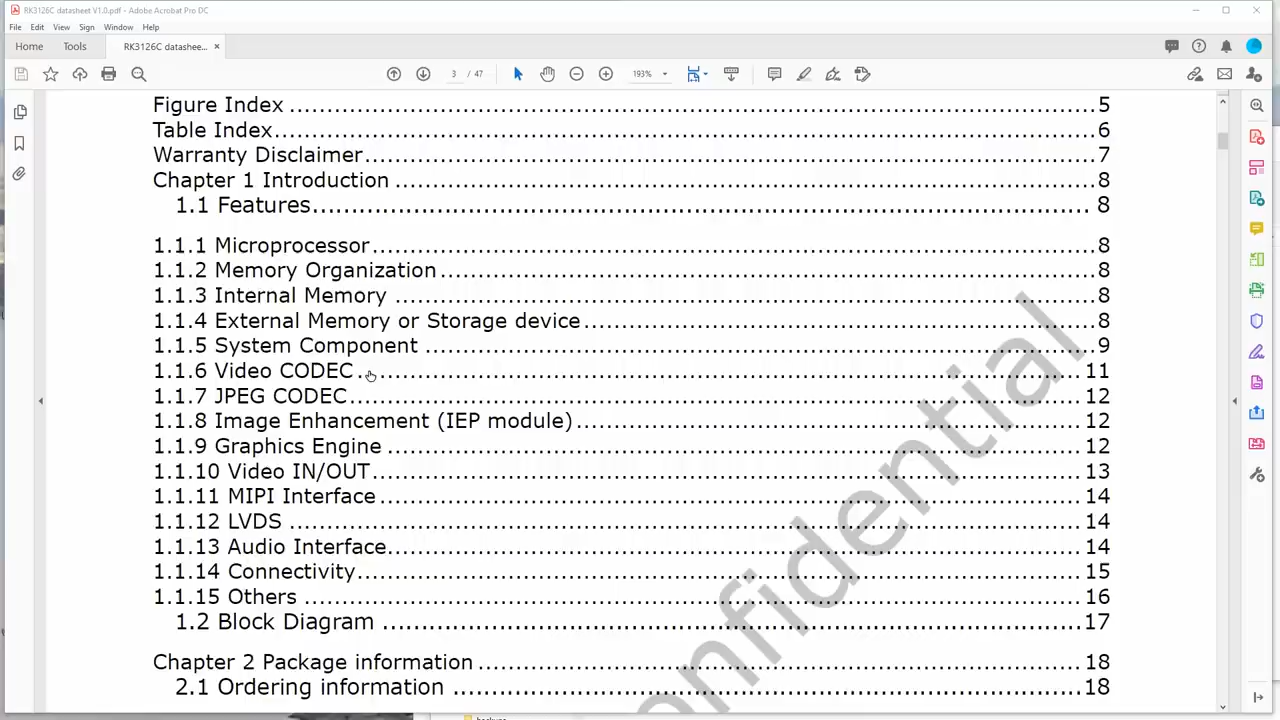 RK3126C datasheet V1.0.pdf - Adobe Acrobat Pro DC
File Edit View Sign Window Help
Home Tools RK3126C datashee... ×
3 / 47 193%
Figure Index ........................................................................ 5
Table Index........................................................................ 6
Warranty Disclaimer........................................................................ 7
Chapter 1 Introduction ........................................................................ 8
1.1 Features........................................................................ 8
1.1.1 Microprocessor........................................................................ 8
1.1.2 Memory Organization........................................................................ 8
1.1.3 Internal Memory ........................................................................ 8
1.1.4 External Memory or Storage device........................................................................ 8
1.1.5 System Component ........................................................................ 9
1.1.6 Video CODEC ........................................................................ 11
1.1.7 JPEG CODEC........................................................................ 12
1.1.8 Image Enhancement (IEP module)........................................................................ 12
1.1.9 Graphics Engine ........................................................................ 12
1.1.10 Video IN/OUT........................................................................ 13
1.1.11 MIPI Interface........................................................................ 14
1.1.12 LVDS ........................................................................ 14
1.1.13 Audio Interface........................................................................ 14
1.1.14 Connectivity........................................................................ 15
1.1.15 Others ........................................................................ 16
1.2 Block Diagram ........................................................................ 17
Chapter 2 Package information ........................................................................ 18
2.1 Ordering information ........................................................................ 18
onfidential